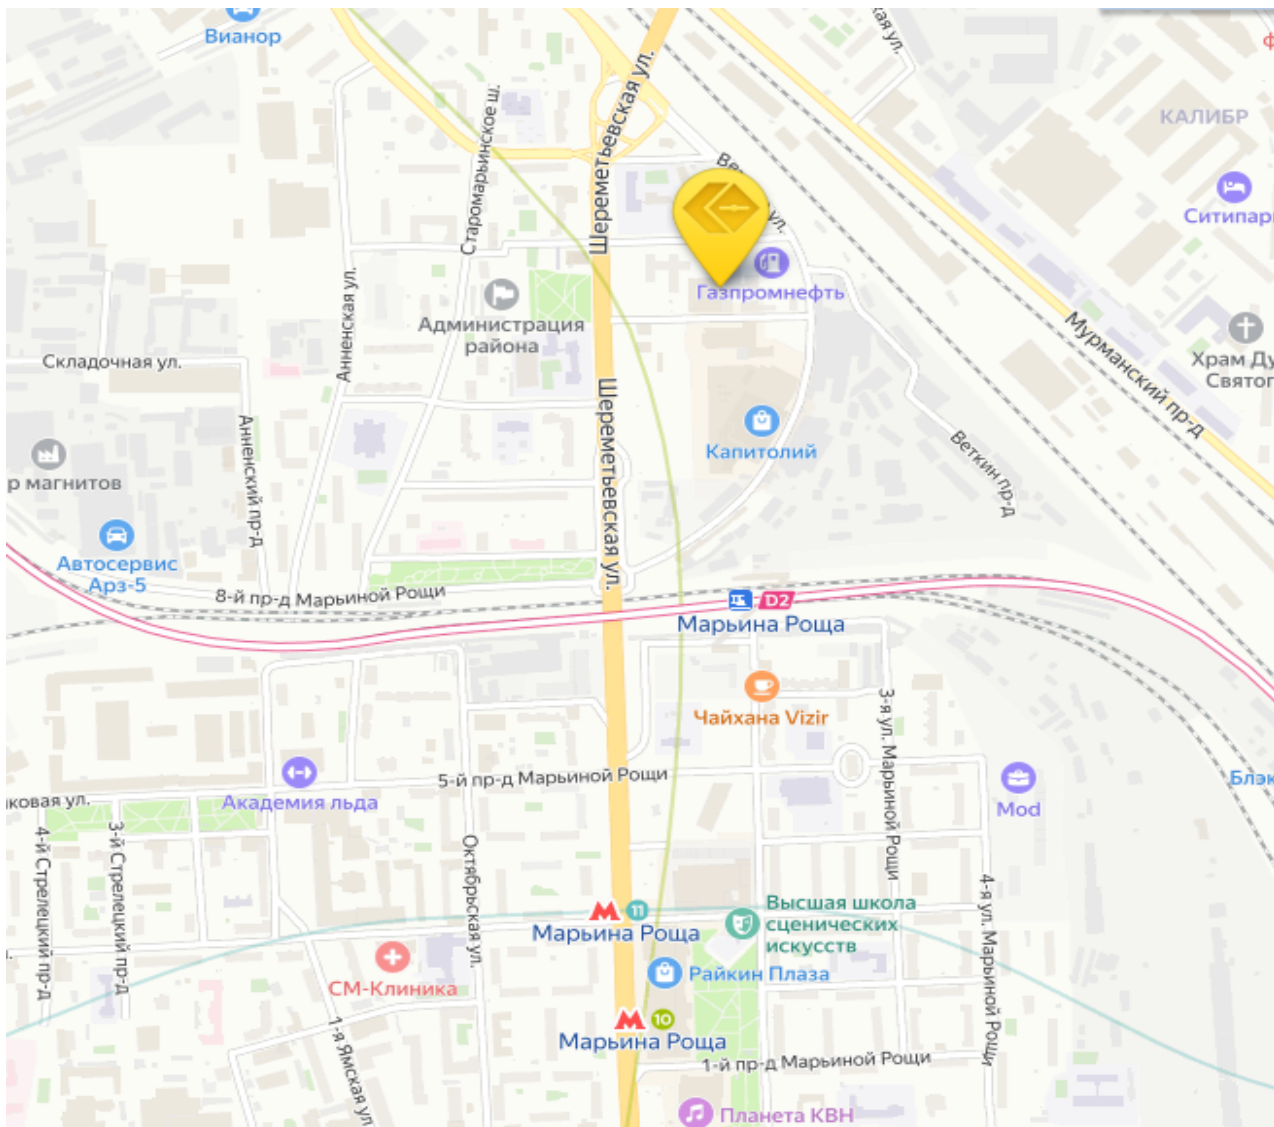 Вианор
кая ул.
КАЛИБР
Шереметьевская ул.
Старомарьинское ш.
Ситипарк
Газпромнефть
Анненская ул.
Администрация
района
Мурманский пр-д
Складочная ул.
Храм Ду
Святог
Шереметьевская ул.
Анненский пр-д
Капитолий
Веткин пр-д
р магнитов
Автосервис
Арз-5
8-й пр-д Марьиной Рощи
D2
Марьина Роща
Чайхана Vizir
3-я ул. Марьиной Рощи
5-й пр-д Марьиной Рощи
Академия льда
Mod
Блэк
иковая ул.
4-й Стрелецкий пр-д
3-й Стрелецкий пр-д
Октябрьская ул.
4-я ул. Марьиной Рощи
11
Марьина Роща
Высшая школа
сценических
искусств
СМ-Клиника
Райкин Плаза
10
Марьина Роща
1-я Ямская ул
1-й пр-д Марьиной Рощи
Планета КВН